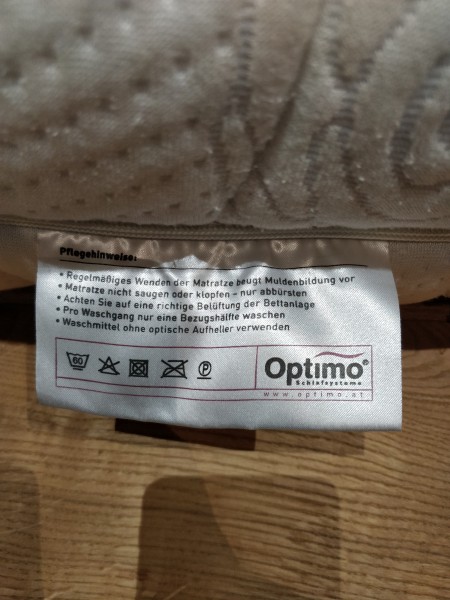 Pflegehinweise:
• Regelmäßiges Wenden der Matratze beugt Muldenbildung vor
• Matratze nicht saugen oder klopfen - nur abbürsten
• Achten Sie auf eine richtige Belüftung der Bettanlage
• Pro Waschgang nur eine Bezugshälfte waschen
• Waschmittel ohne optische Aufheller verwenden
60 P
Optimo®
Schlafsysteme
www.optimo.at